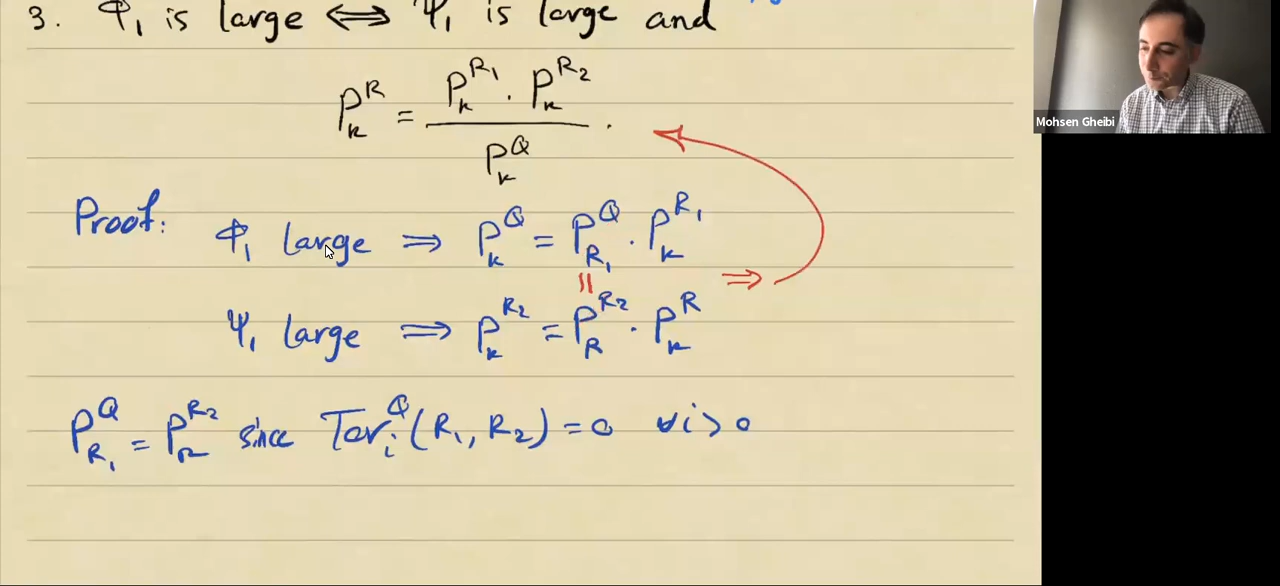 3. Φ₁ is large ⟺ Ψ₁ is large and
P_k^R = (P_k^{R₁} · P_k^{R₂}) / P_k^Q .
Mohsen Gheibi
Proof: Φ₁ large ⟹ P_k^Q = P_{R₁}^Q · P_k^{R₁}
= ⟹
Ψ₁ large ⟹ P_k^{R₂} = P_R^{R₂} · P_k^R
P_{R₁}^Q = P_R^{R₂} since Tor_i^Q (R₁, R₂) = 0 ∀i > 0